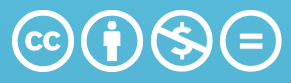 cc
$
=